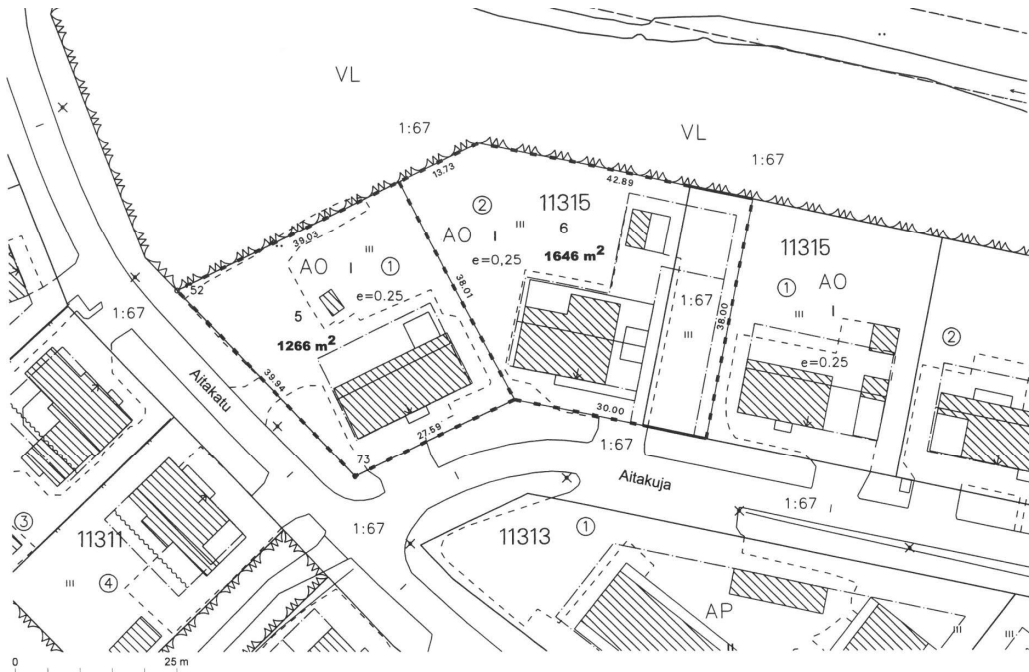 VL
1:67
VL
1:67
13.73
42.89
②
11315
6
1646 m²
AO I III
e=0,25
38.03
III
AO I ①
e=0.25
5
1266 m²
52
1:67
Aitakatu
39.94
38.01
1:67
III
38.00
11315
① AO
III
I
e=0.25
②
30.00
27.59
73
1:67
Aitakuja
1:67
1:67
③
11311
III
④
11313
①
AP
II
III
III
0 25 m